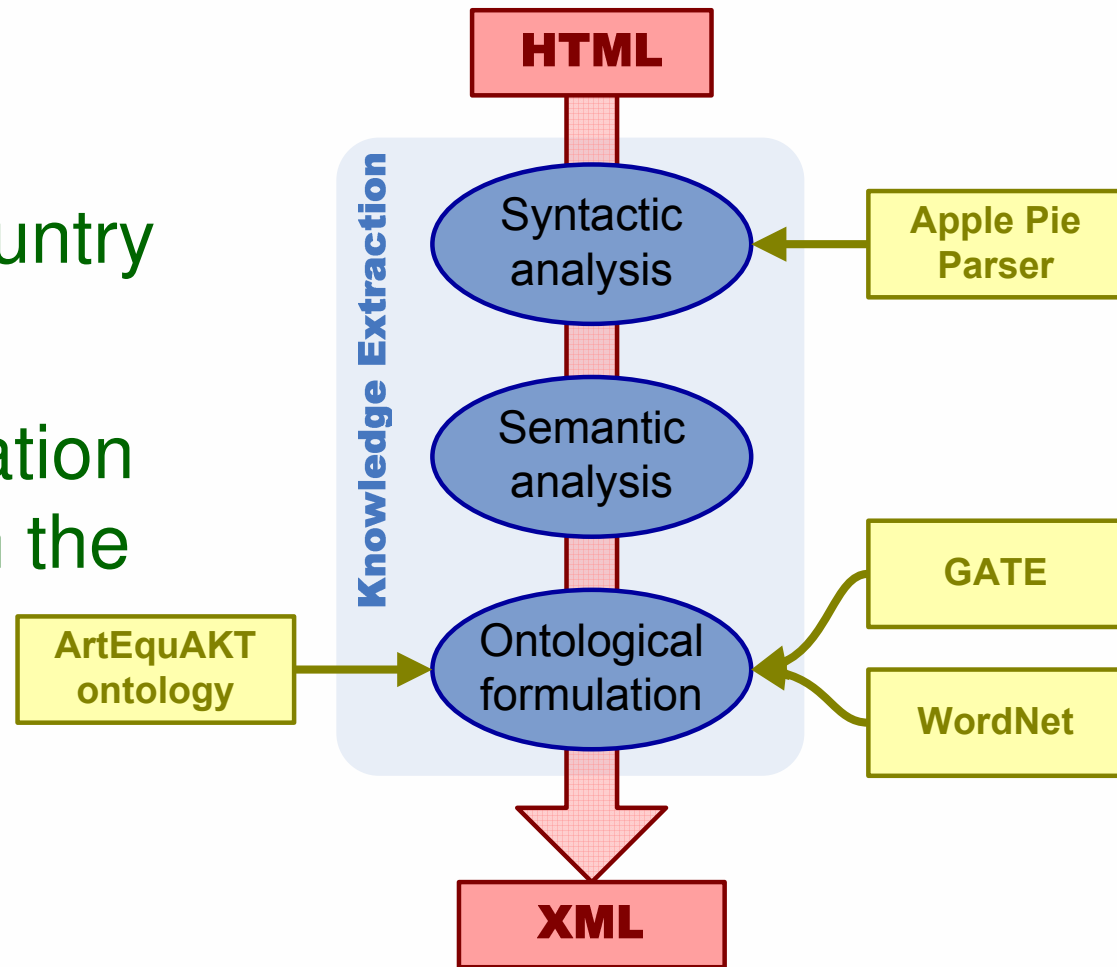 HTML
Knowledge Extraction
Syntactic
analysis
Apple Pie
Parser
untry
Semantic
analysis
ation
the
GATE
ArtEquAKT
ontology
Ontological
formulation
WordNet
XML